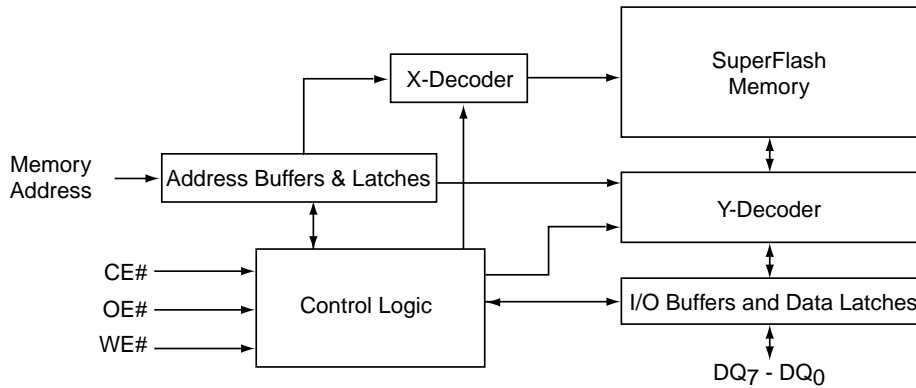 SuperFlash
Memory
X-Decoder
Memory
Address
Address Buffers & Latches
Y-Decoder
CE#
OE#
WE#
Control Logic
I/O Buffers and Data Latches
DQ7 - DQ0